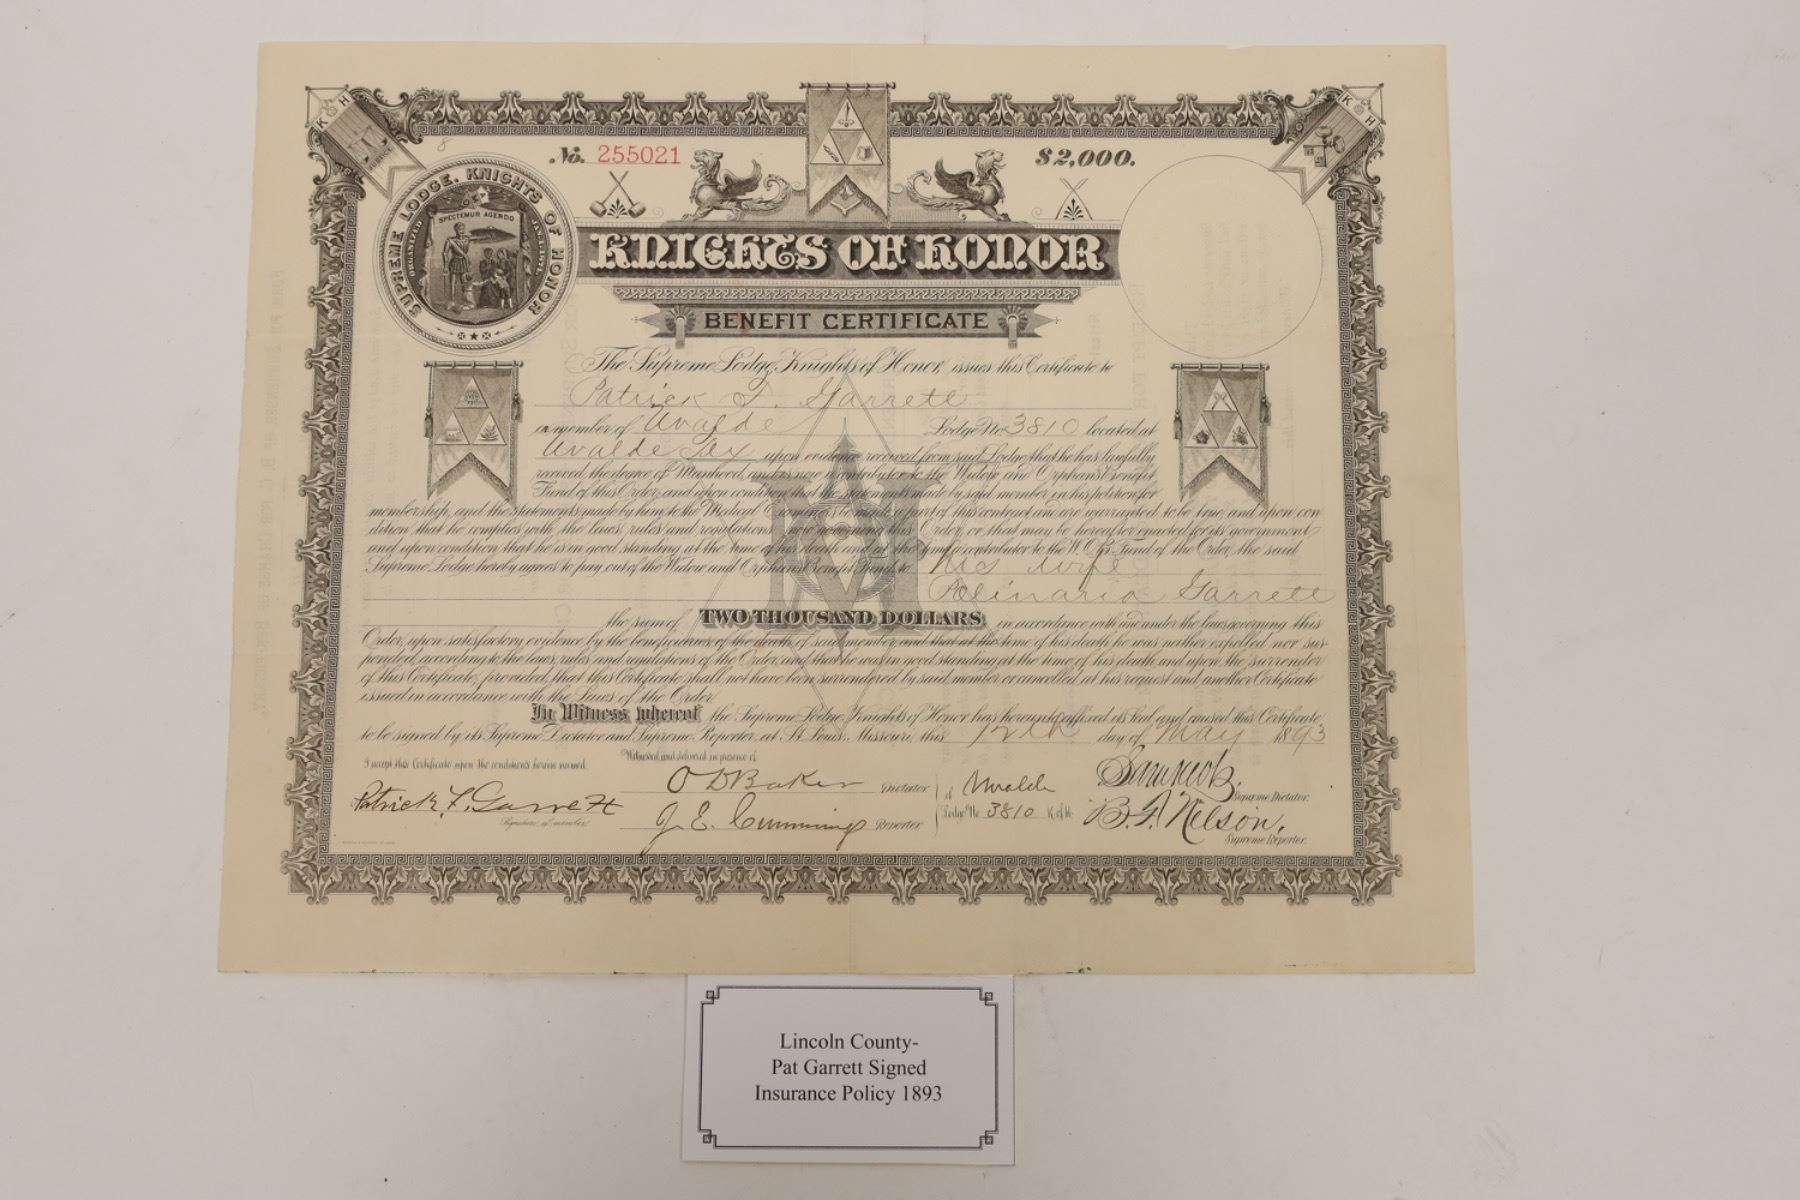 No. 255021
$2,000.
K H
K H
SUPREME LODGE, KNIGHTS OF HONOR
SPECTEMUR AGENDO
KNIGHTS OF HONOR
BENEFIT CERTIFICATE
The Supreme Lodge, Knights of Honor, issues this Certificate to
Patrick F. Garrett
a member of Uvalde Lodge No. 3810 located at
Uvalde Tex upon evidence received from said Lodge that he has lawfully
received the degree of Manhood, and is now a contributor to the Widow and Orphans' Benefit
Fund of this Order, and upon condition that the statements made by said member in his petition for
membership, and the statements made by him to the Medical Examiner, be made a part of this contract and are warranted to be true, and upon con
dition that he complies with the laws, rules and regulations now governing this Order, or that may be hereafter enacted for its government
and upon condition that he is in good standing at the time of his death and at the time a contributor to the W. & O. B. Fund of the Order, the said
Supreme Lodge hereby agrees to pay out of the Widow and Orphans' Benefit Fund, to his wife
Polinaria Garrett
the sum of TWO THOUSAND DOLLARS, in accordance with and under the laws governing this
Order, upon satisfactory evidence by the beneficiaries of the death of said member and that at the time of his death he was neither expelled nor sus-
pended, according to the laws, rules and regulations of the Order, and that he was in good standing at the time of his death, and upon the surrender
of this Certificate, provided, that this Certificate shall not have been surrendered by said member or cancelled at his request and another Certificate
issued in accordance with the Laws of the Order.
In Witness whereof the Supreme Lodge, Knights of Honor has hereunto affixed its Seal and caused this Certificate
to be signed by its Supreme Dictator and Supreme Reporter, at St. Louis, Missouri, this 12th day of May 1893
I accept this Certificate upon the conditions herein named.
Witnessed and delivered in presence of
Patrick F. Garrett
Signature of member.
O D Baker Dictator
J. E. Cummings Reporter
of Uvalde
Lodge No 3810 K of H.
Supreme Dictator.
B. F. Nelson,
Supreme Reporter.
Lincoln County-
Pat Garrett Signed
Insurance Policy 1893